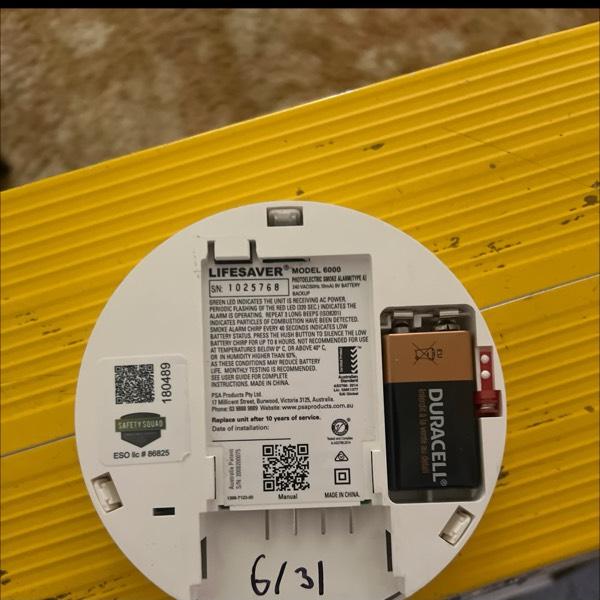 LIFESAVER® MODEL 6000
PHOTOELECTRIC SMOKE ALARM(TYPE A)
S/N: 1025768
240 VAC(50Hz, 50mA) 9V BATTERY
BACKUP
GREEN LED INDICATES THE UNIT IS RECEIVING AC POWER.
PERIODIC FLASHING OF THE RED LED (320 SEC.) INDICATES THE
ALARM IS OPERATING. REPEAT 3 LONG BEEPS (ISO8201)
INDICATES PARTICLES OF COMBUSTION HAVE BEEN DETECTED.
SMOKE ALARM CHIRP EVERY 40 SECONDS INDICATES LOW
BATTERY STATUS. PRESS THE HUSH BUTTON TO SILENCE THE LOW
BATTERY CHIRP FOR UP TO 8 HOURS. NOT RECOMMENDED FOR USE
AT TEMPERATURES BELOW 0° C, OR ABOVE 40° C,
OR IN HUMIDITY HIGHER THAN 93%,
AS THESE CONDITIONS MAY REDUCE BATTERY
LIFE. MONTHLY TESTING IS RECOMMENDED.
SEE USER GUIDE FOR COMPLETE
INSTRUCTIONS. MADE IN CHINA.
Australian
Standard
PSA Products Pty Ltd.
17 Millicent Street, Burwood, Victoria 3125, Australia.
Phone: 03 9888 9889 Website: www.psaproducts.com.au
Replace unit after 10 years of service.
Date of installation:
Australia Patent
Manual
MADE IN CHINA.
180489
SAFETY SQUAD
ESO lic # 86825
DURACELL®
EU
6/31